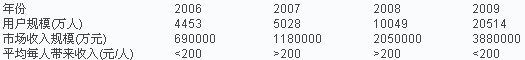 年份 2006 2007 2008 2009
用户规模(万人) 4453 5028 10049 20514
市场收入规模(万元) 690000 1180000 2050000 3880000
平均每人带来收入(元/人) <200 >200 >200 <200